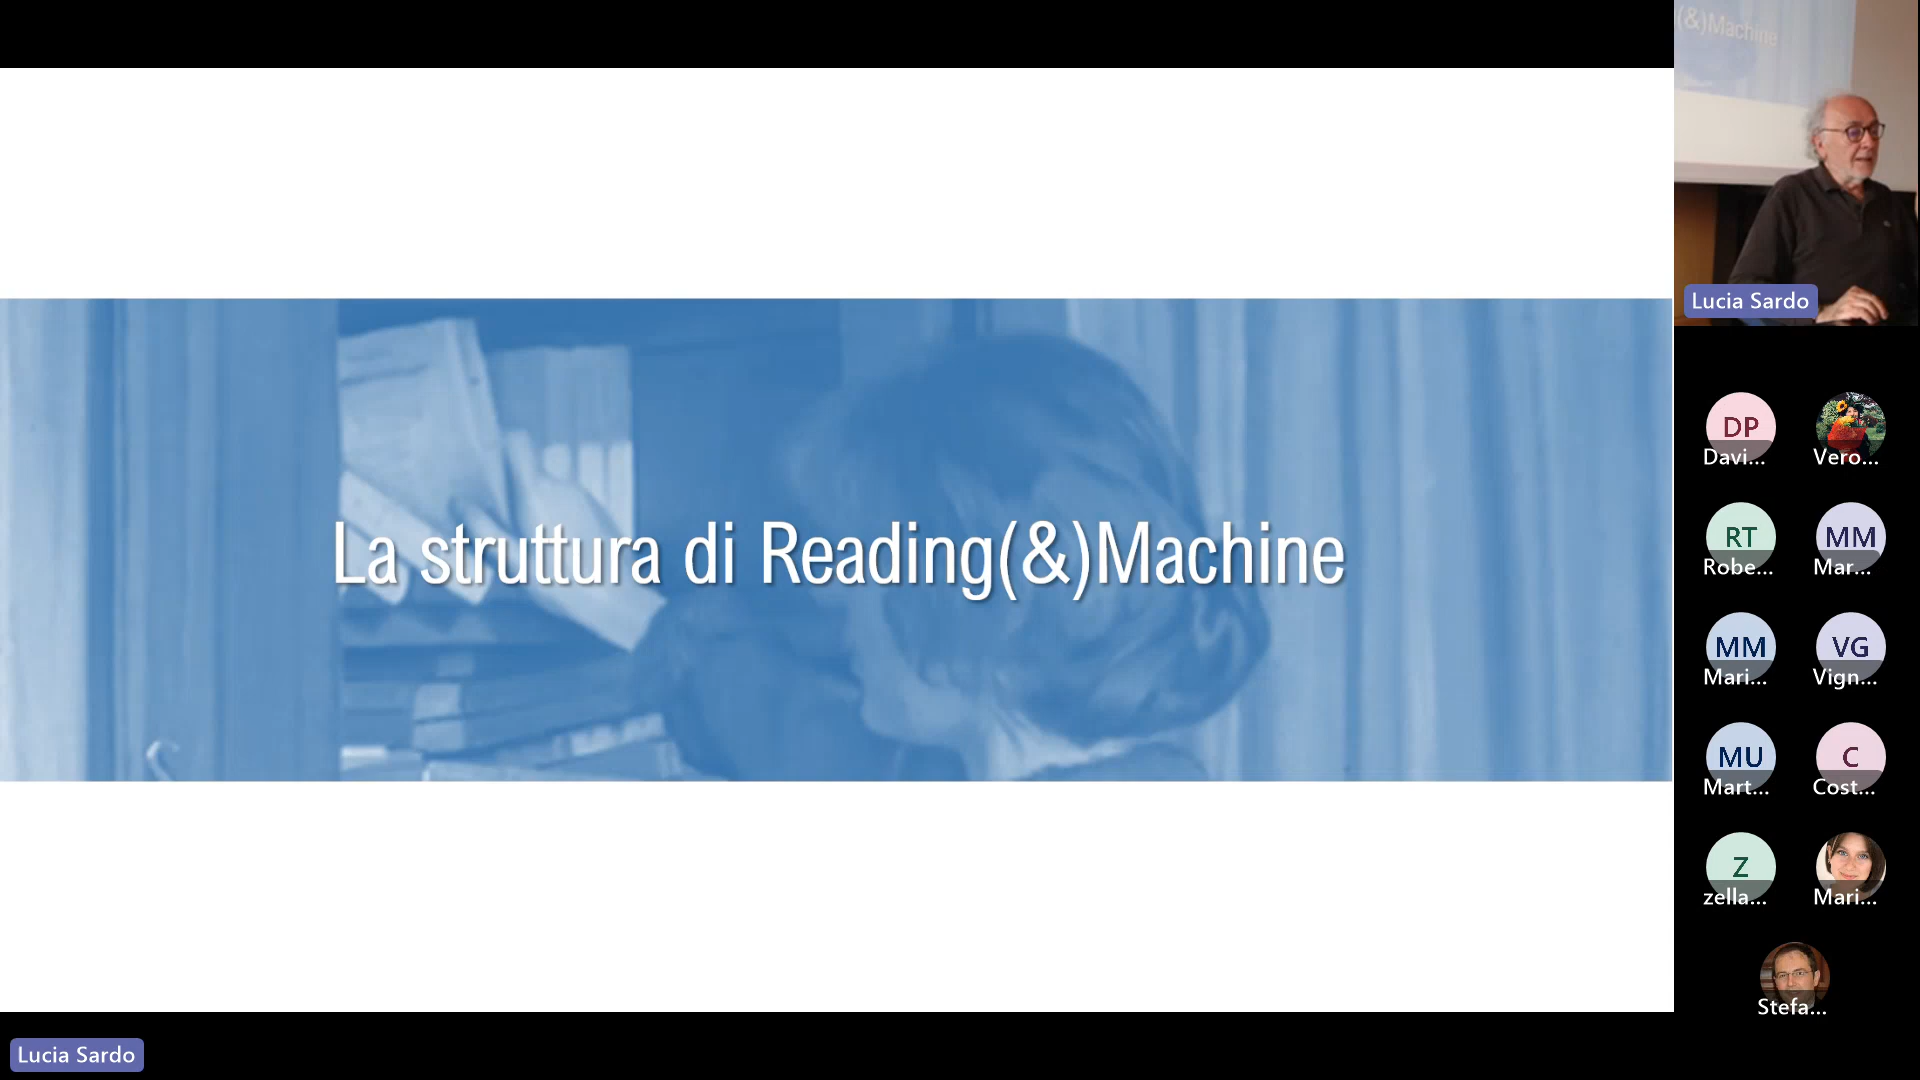 (&)Machine
La struttura di Reading(&)Machine
Lucia Sardo
DP
Davi...
Vero...
RT
Robe...
MM
Mar...
MM
Mari...
VG
Vign...
MU
Mart...
C
Cost...
Z
zella...
Mari...
Stefa...
Lucia Sardo